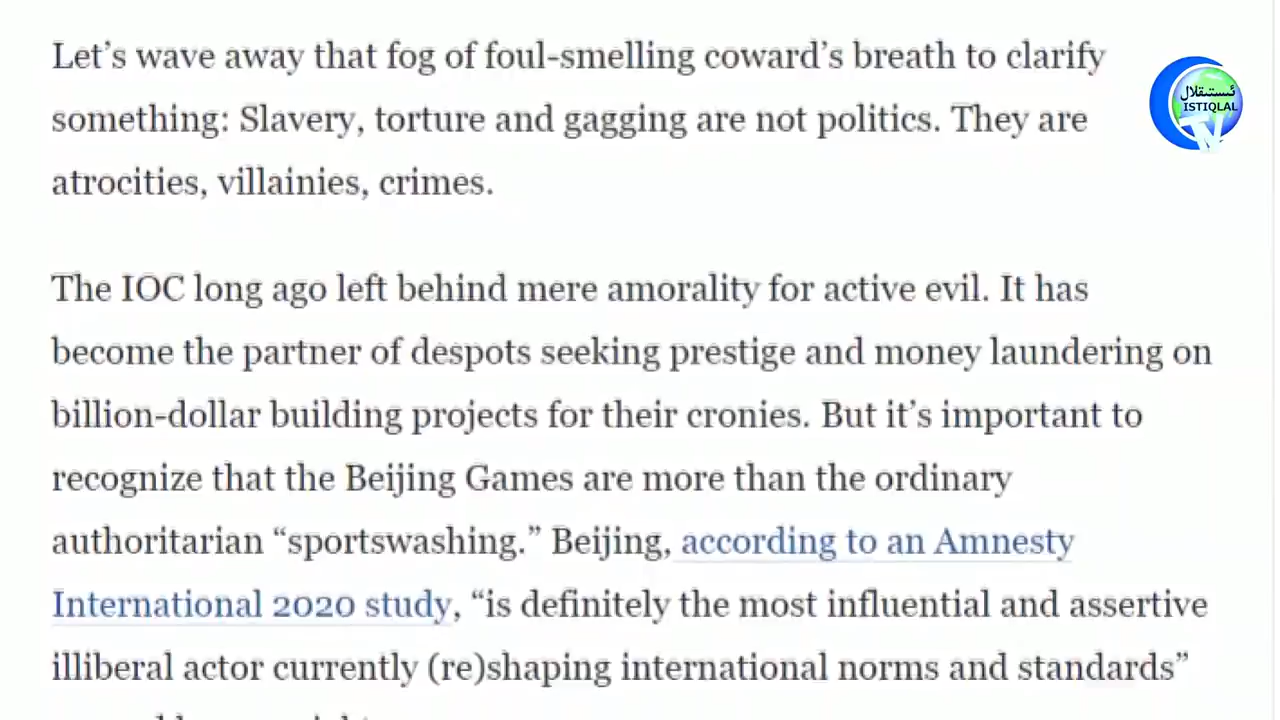 Let’s wave away that fog of foul-smelling coward’s breath to clarify
something: Slavery, torture and gagging are not politics. They are
atrocities, villainies, crimes.
ئىستىقلال
ISTIQLAL
TV
The IOC long ago left behind mere amorality for active evil. It has
become the partner of despots seeking prestige and money laundering on
billion-dollar building projects for their cronies. But it’s important to
recognize that the Beijing Games are more than the ordinary
authoritarian “sportswashing.” Beijing, according to an Amnesty
International 2020 study, “is definitely the most influential and assertive
illiberal actor currently (re)shaping international norms and standards”